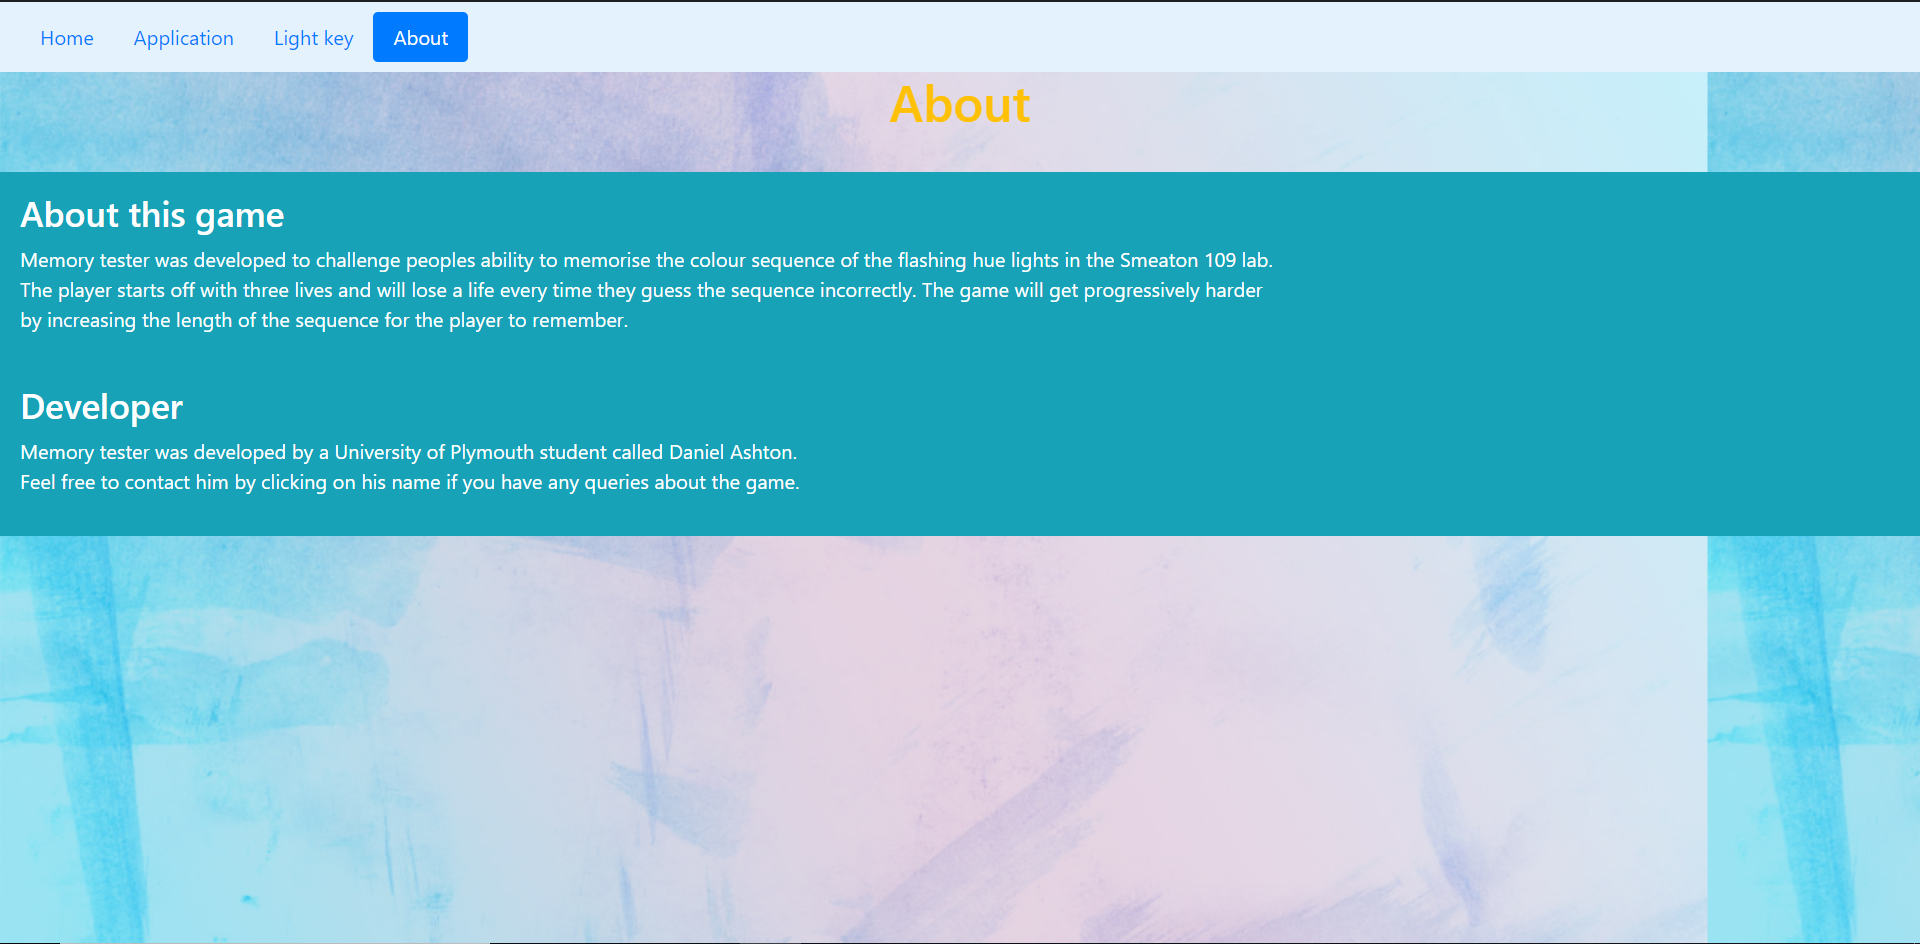 Home Application Light key About
About
About this game
Memory tester was developed to challenge peoples ability to memorise the colour sequence of the flashing hue lights in the Smeaton 109 lab.
The player starts off with three lives and will lose a life every time they guess the sequence incorrectly. The game will get progressively harder
by increasing the length of the sequence for the player to remember.
Developer
Memory tester was developed by a University of Plymouth student called Daniel Ashton.
Feel free to contact him by clicking on his name if you have any queries about the game.